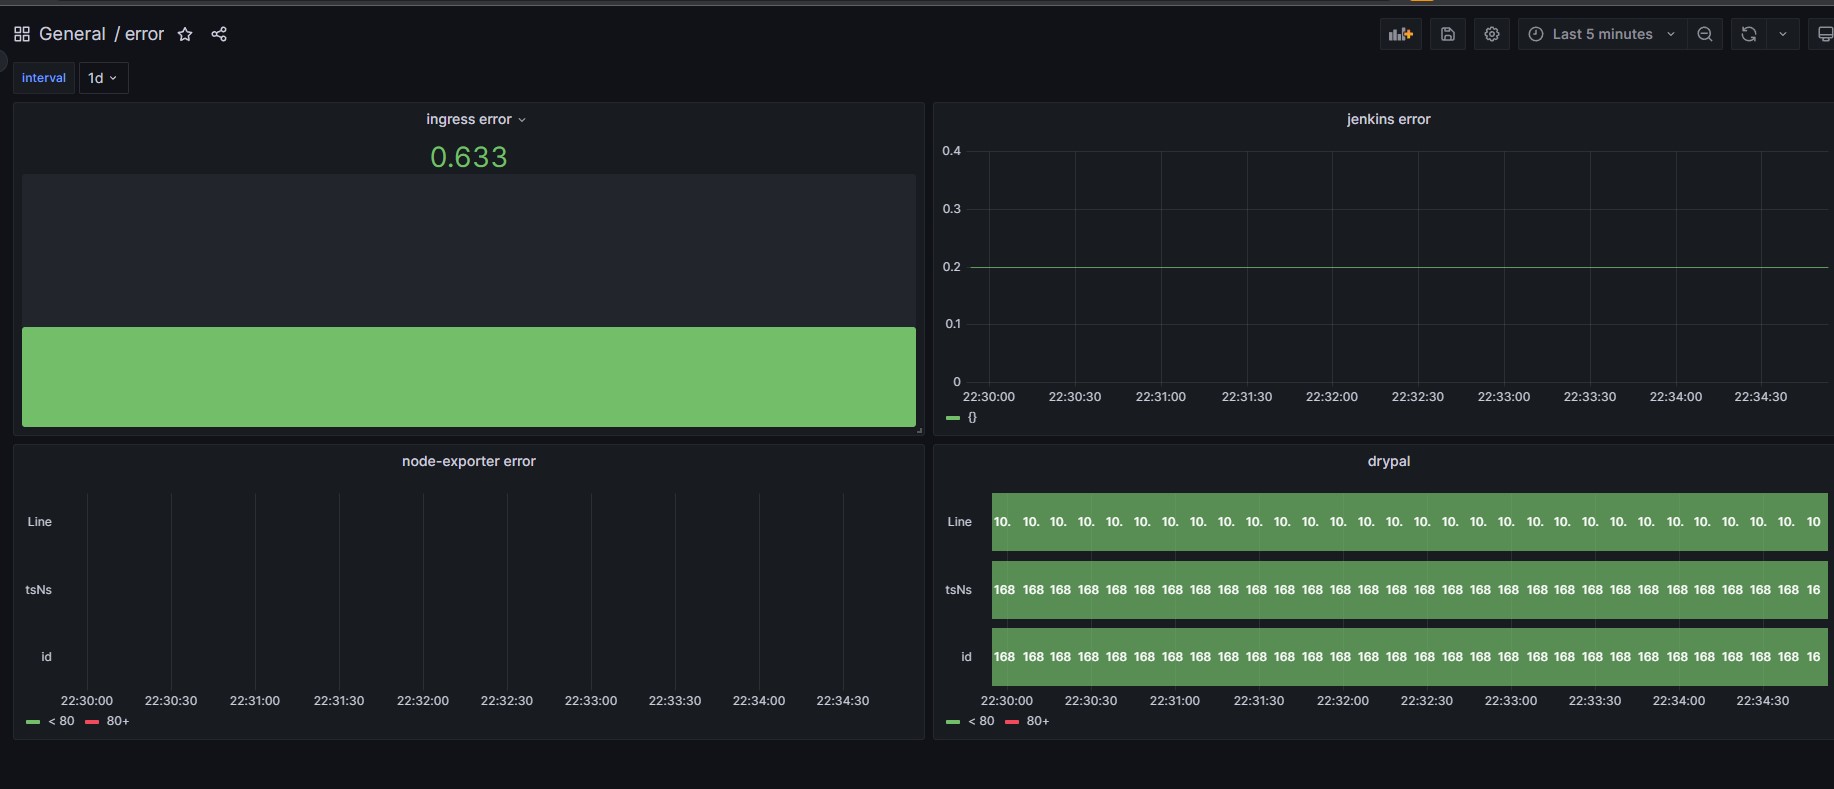 General / error
Last 5 minutes
interval 1d
ingress error
0.633
jenkins error
0.4
0.3
0.2
0.1
0
22:30:00 22:30:30 22:31:00 22:31:30 22:32:00 22:32:30 22:33:00 22:33:30 22:34:00 22:34:30
{}
node-exporter error
Line
tsNs
id
22:30:00 22:30:30 22:31:00 22:31:30 22:32:00 22:32:30 22:33:00 22:33:30 22:34:00 22:34:30
< 80 80+
drypal
Line 10. 10. 10. 10. 10. 10. 10. 10. 10. 10. 10. 10. 10. 10. 10. 10. 10. 10. 10. 10. 10. 10. 10. 10. 10. 10. 10. 10. 10. 10
tsNs 168 168 168 168 168 168 168 168 168 168 168 168 168 168 168 168 168 168 168 168 168 168 168 168 168 168 168 168 168 16
id 168 168 168 168 168 168 168 168 168 168 168 168 168 168 168 168 168 168 168 168 168 168 168 168 168 168 168 168 168 16
22:30:00 22:30:30 22:31:00 22:31:30 22:32:00 22:32:30 22:33:00 22:33:30 22:34:00 22:34:30
< 80 80+